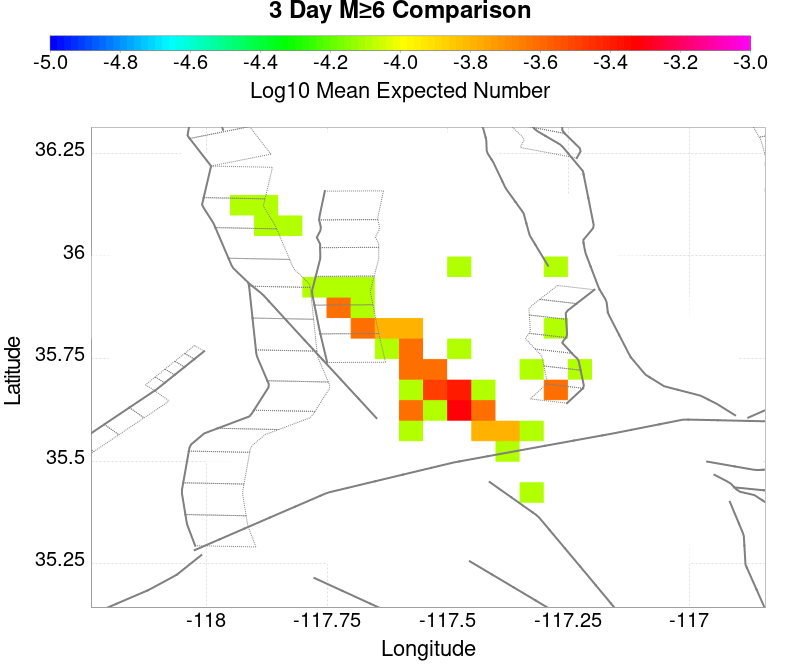 3 Day M≥6 Comparison
-5.0 -4.8 -4.6 -4.4 -4.2 -4.0 -3.8 -3.6 -3.4 -3.2 -3.0
Log10 Mean Expected Number
36.25
36
35.75
35.5
35.25
Latitude
-118 -117.75 -117.5 -117.25 -117
Longitude